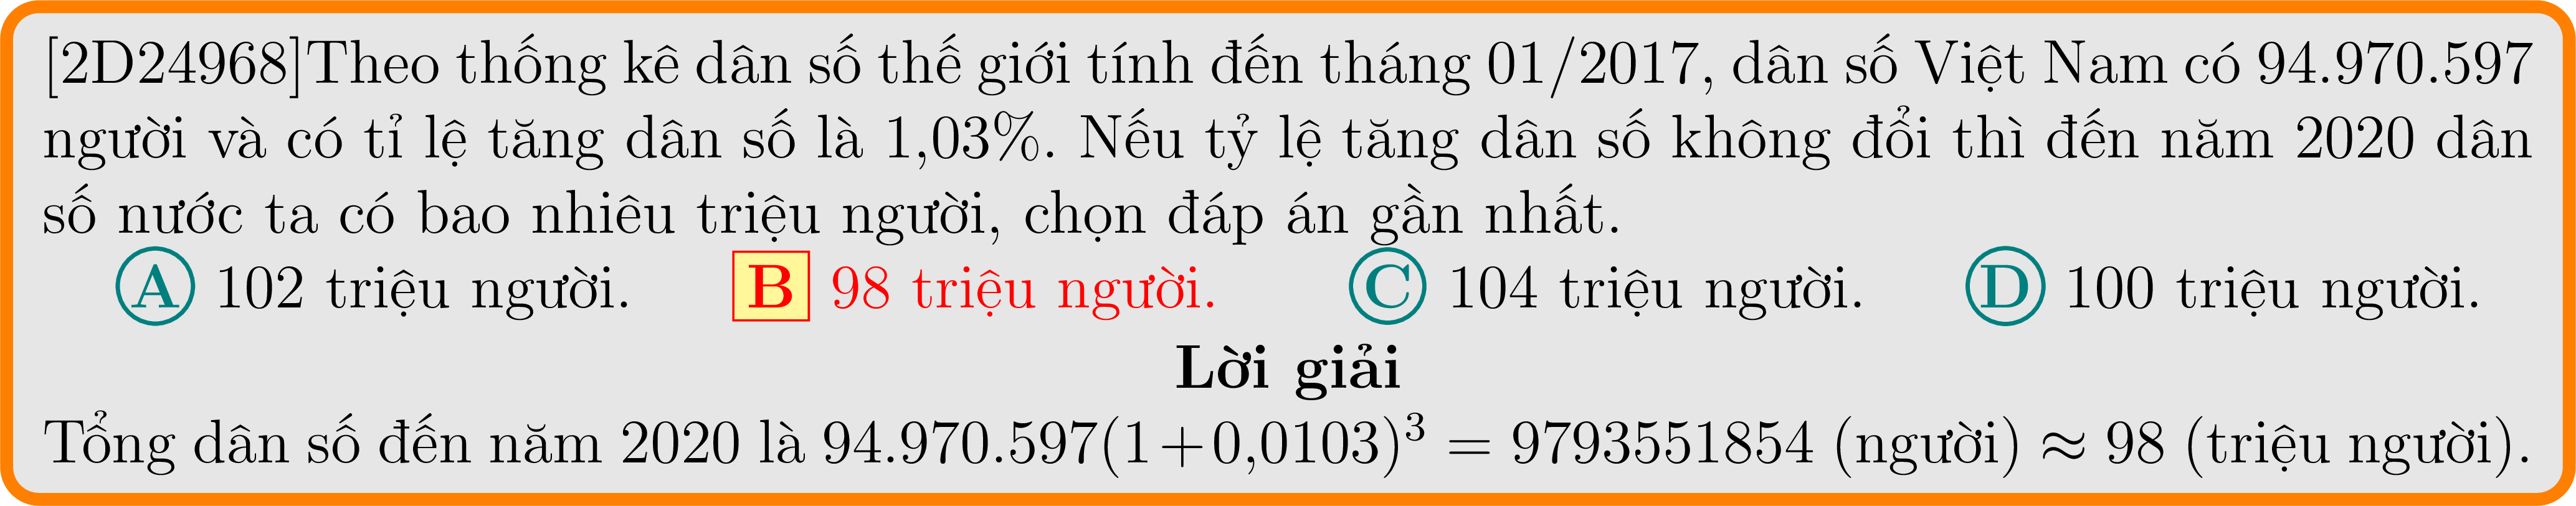 [2D24968]Theo thống kê dân số thế giới tính đến tháng 01/2017, dân số Việt Nam có 94.970.597
người và có tỉ lệ tăng dân số là 1,03%. Nếu tỷ lệ tăng dân số không đổi thì đến năm 2020 dân
số nước ta có bao nhiêu triệu người, chọn đáp án gần nhất.
A 102 triệu người. B 98 triệu người. C 104 triệu người. D 100 triệu người.
Lời giải
Tổng dân số đến năm 2020 là 94.970.597(1+0,0103)³ = 9793551854 (người) ≈ 98 (triệu người).